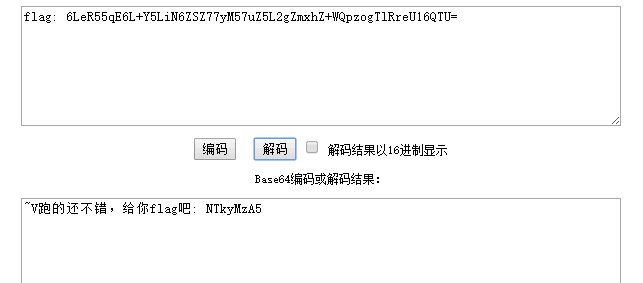 flag: 6LeR55qE6L+Y5LiN6ZSZ77yM57uZ5L2gZmxhZ+WQpzogTlRreU16QTU=
编码 解码 解码结果以16进制显示
Base64编码或解码结果:
~V跑的还不错，给你flag吧: NTkyMzA5